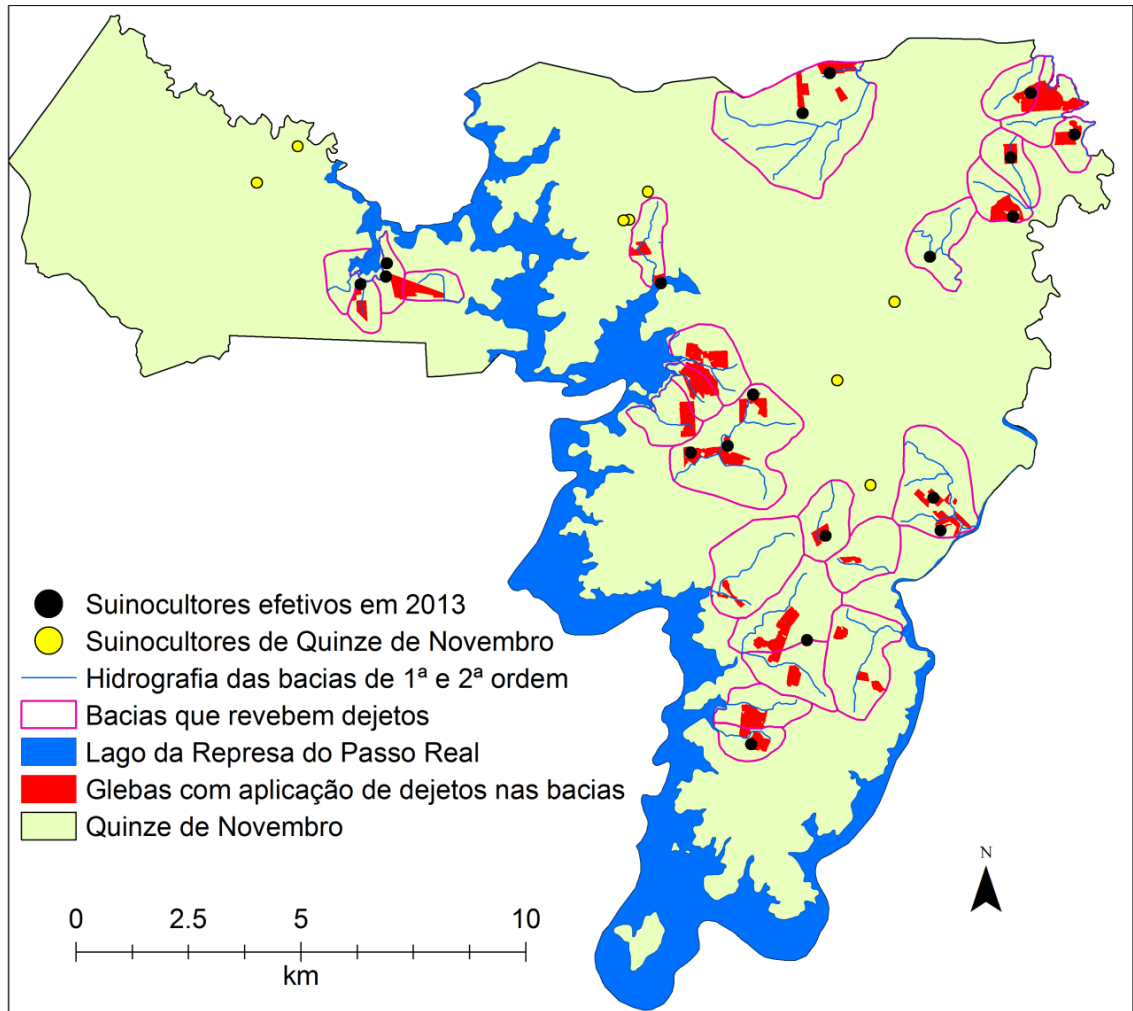 Suinocultores efetivos em 2013
Suinocultores de Quinze de Novembro
Hidrografia das bacias de 1ª e 2ª ordem
Bacias que revebem dejetos
Lago da Represa do Passo Real
Glebas com aplicação de dejetos nas bacias
Quinze de Novembro
N
0 2.5 5 10
km